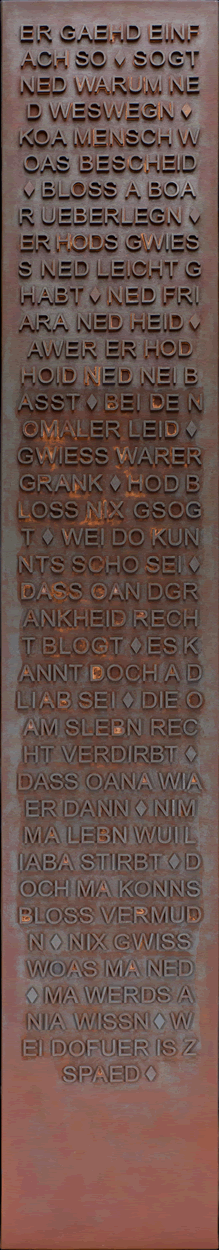 ER GAEHD EINF
ACH SO ⬧ SOGT
NED WARUM NE
D WESWEGN ⬧
KOA MENSCH W
OAS BESCHEID
⬧ BLOSS A BOA
R UEBERLEGN ⬧
ER HODS GWIES
S NED LEICHT G
HABT ⬧ NED FRI
ARA NED HEID ⬧
AWER ER HOD
HOID NED NEI B
ASST ⬧ BEI DE N
OMALER LEID ⬧
GWIESS WARER
GRANK ⬧ HOD B
LOSS NIX GSOG
T ⬧ WEI DO KUN
NTS SCHO SEI ⬧
DASS OAN DGR
ANKHEID RECH
T BLOGT ⬧ ES K
ANNT DOCH A D
LIAB SEI ⬧ DIE O
AM SLEBN REC
HT VERDIRBT ⬧
DASS OANA WIA
ER DANN ⬧ NIM
MA LEBN WUI L
IABA STIRBT ⬧ D
OCH MA KONNS
BLOSS VERMUD
N ⬧ NIX GWISS
WOAS MA NED
⬧ MA WERDS A
NIA WISSN ⬧ W
EI DOFUER IS Z
SPAED ⬧